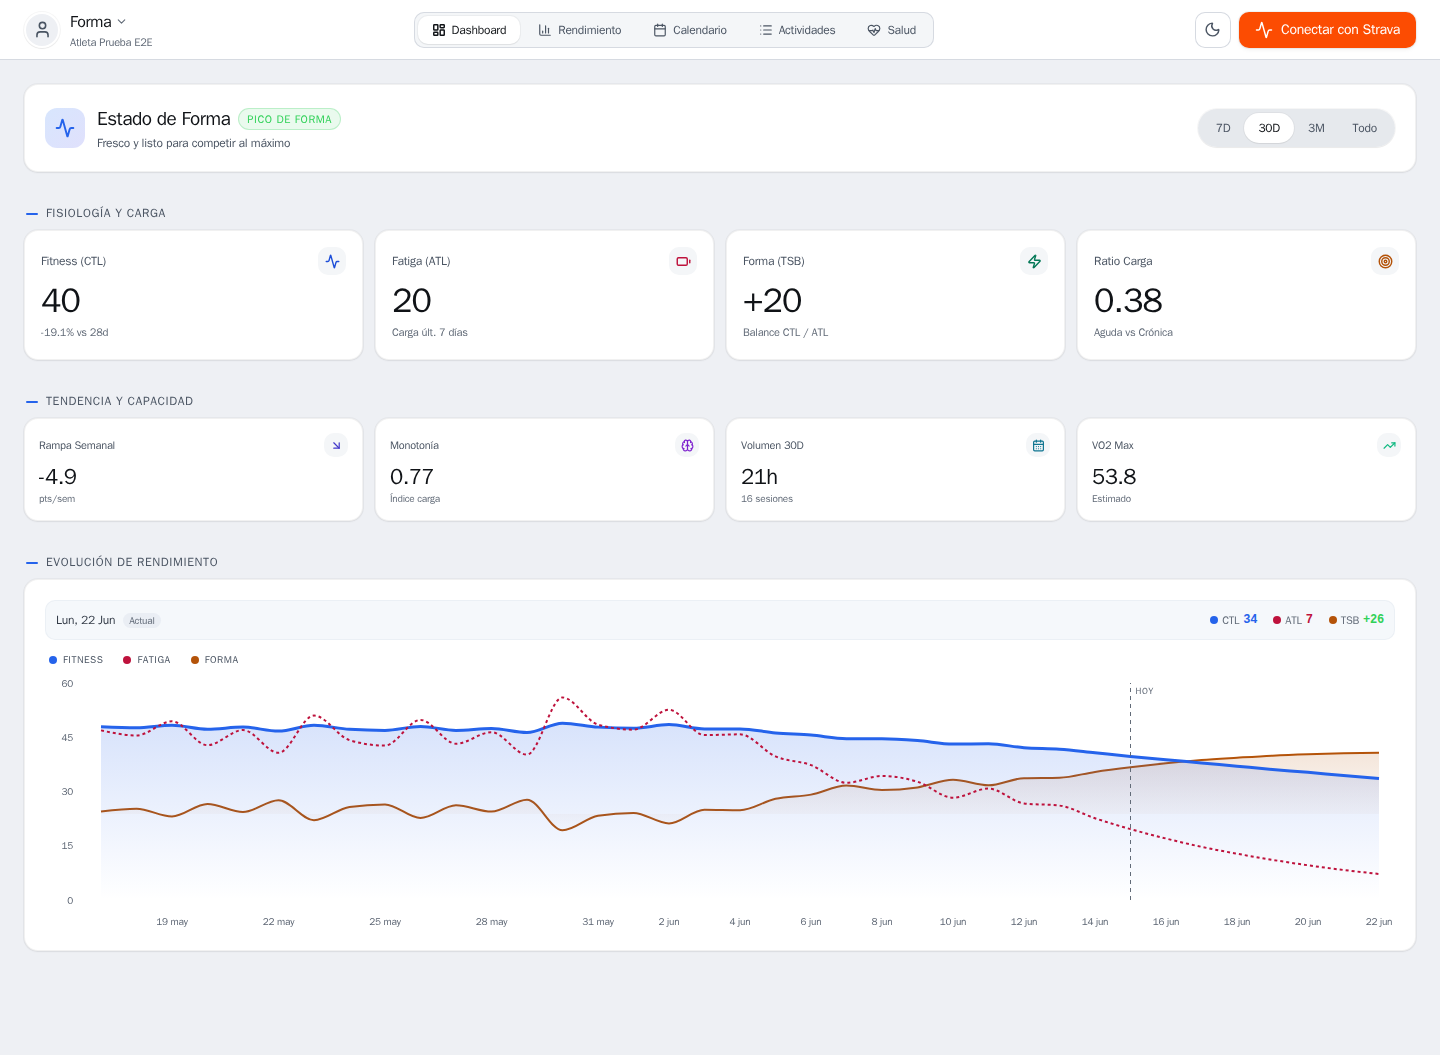 Forma
Atleta Prueba E2E
Dashboard
Rendimiento
Calendario
Actividades
Salud
Conectar con Strava
Estado de Forma
PICO DE FORMA
Fresco y listo para competir al máximo
7D
30D
3M
Todo
FISIOLOGÍA Y CARGA
Fitness (CTL)
40
-19.1% vs 28d
Fatiga (ATL)
20
Carga últ. 7 días
Forma (TSB)
+20
Balance CTL / ATL
Ratio Carga
0.38
Aguda vs Crónica
TENDENCIA Y CAPACIDAD
Rampa Semanal
-4.9
pts/sem
Monotonía
0.77
Índice carga
Volumen 30D
21h
16 sesiones
VO2 Max
53.8
Estimado
EVOLUCIÓN DE RENDIMIENTO
Lun, 22 Jun
Actual
CTL 34
ATL 7
TSB +26
FITNESS
FATIGA
FORMA
60
45
30
15
0
HOY
19 may
22 may
25 may
28 may
31 may
2 jun
4 jun
6 jun
8 jun
10 jun
12 jun
14 jun
16 jun
18 jun
20 jun
22 jun